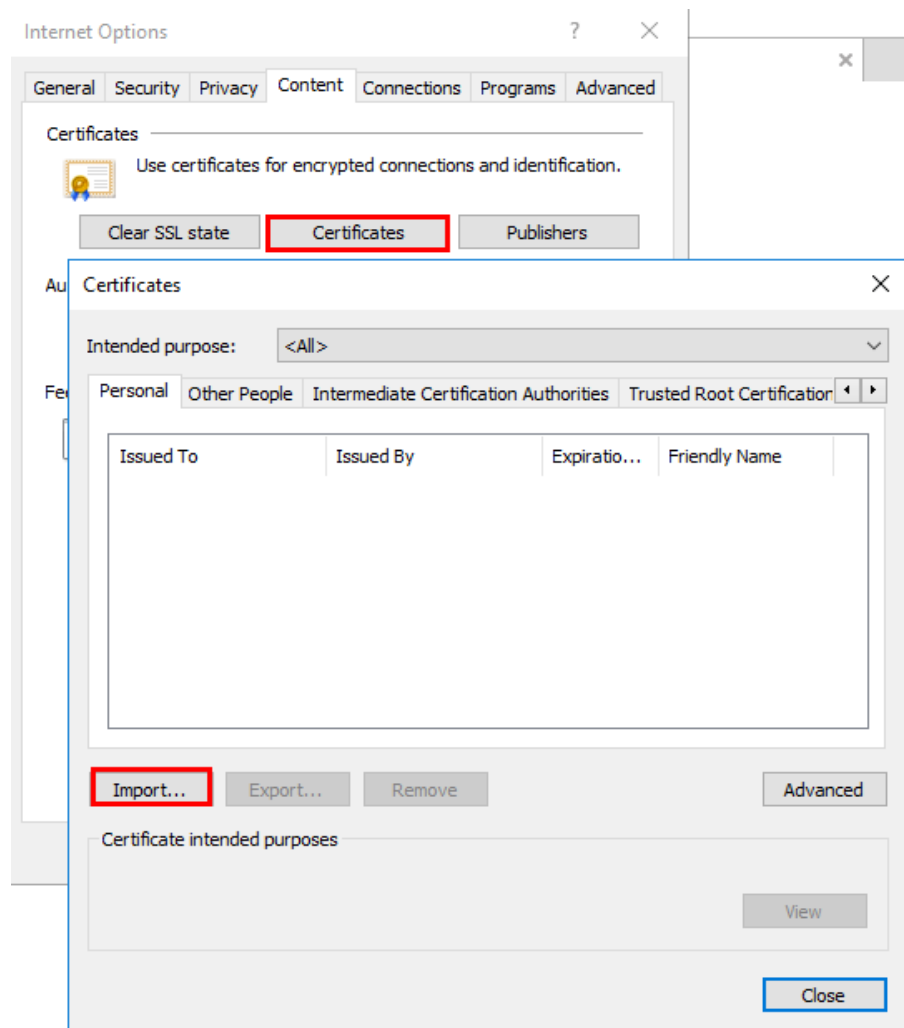 Internet Options
General Security Privacy Content Connections Programs Advanced
Certificates
Use certificates for encrypted connections and identification.
Clear SSL state Certificates Publishers
Au
Fe
Certificates
Intended purpose: <All>
Personal Other People Intermediate Certification Authorities Trusted Root Certification
Issued To Issued By Expiratio... Friendly Name
Import... Export... Remove Advanced
Certificate intended purposes
View
Close